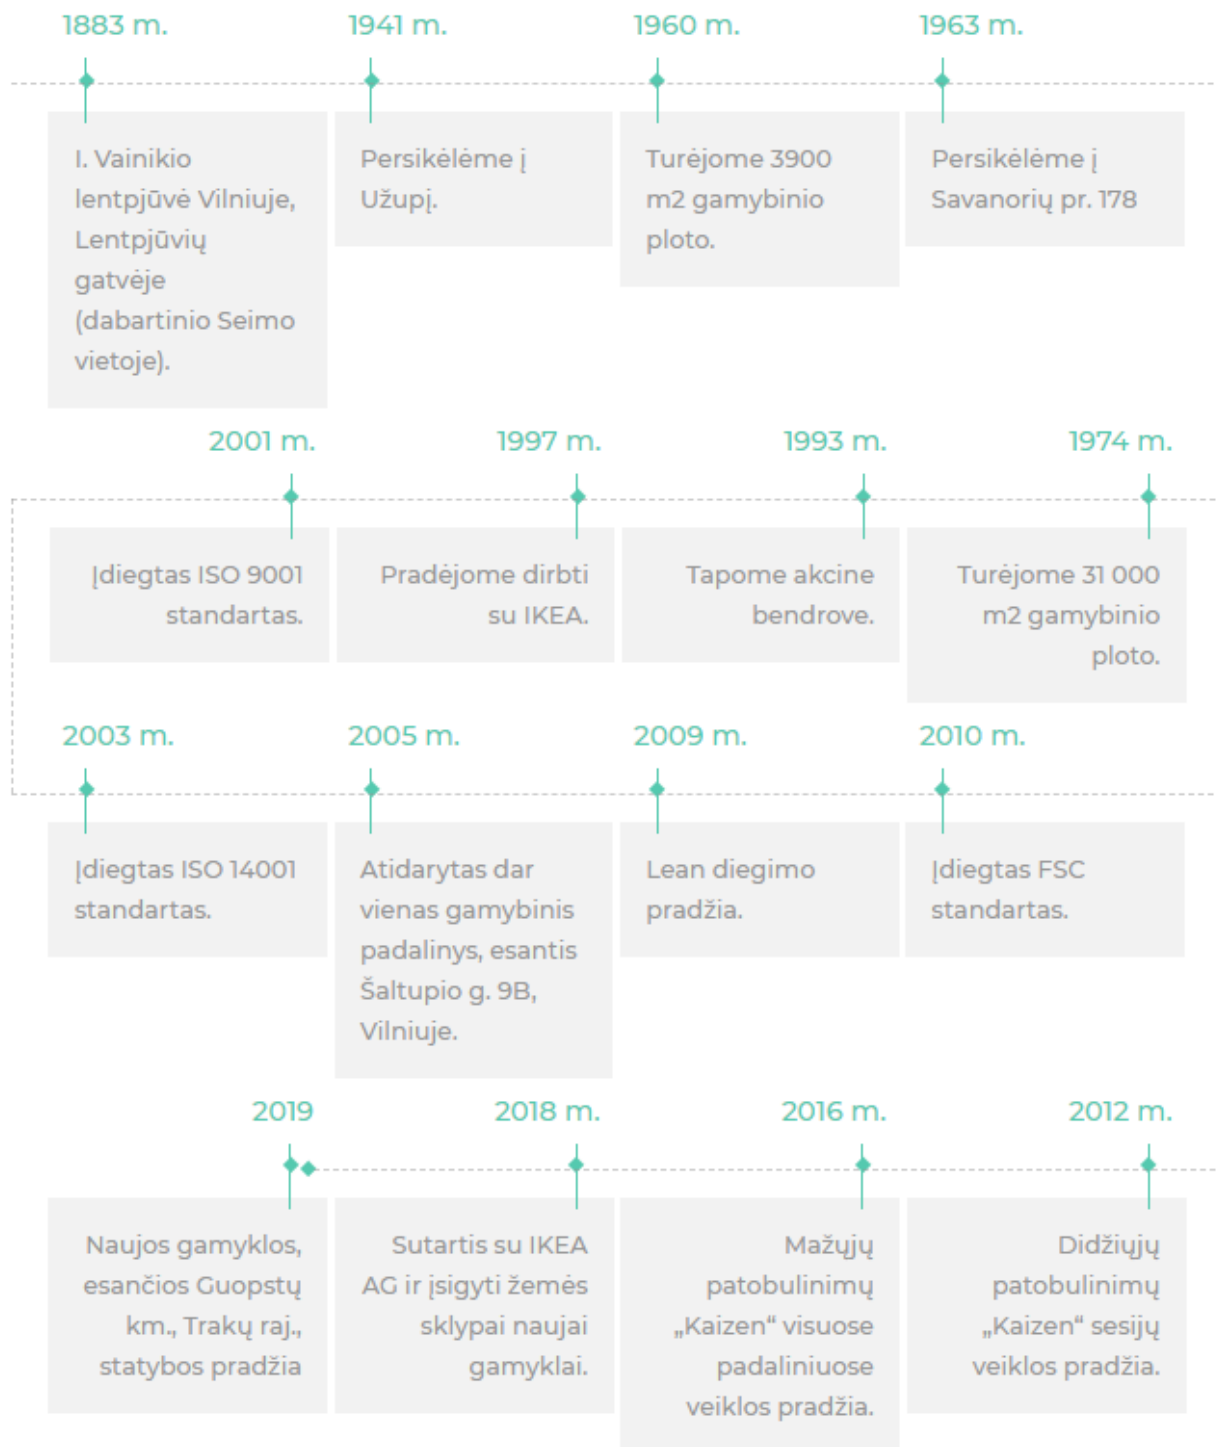 1883 m.
I. Vainikio
lentpjūvė Vilniuje,
Lentpjūvių
gatvėje
(dabartinio Seimo
vietoje).
1941 m.
Persikėlėme į
Užupį.
1960 m.
Turėjome 3900
m2 gamybinio
ploto.
1963 m.
Persikėlėme į
Savanorių pr. 178
1974 m.
Turėjome 31 000
m2 gamybinio
ploto.
1993 m.
Tapome akcine
bendrove.
1997 m.
Pradėjome dirbti
su IKEA.
2001 m.
Įdiegtas ISO 9001
standartas.
2003 m.
Įdiegtas ISO 14001
standartas.
2005 m.
Atidarytas dar
vienas gamybinis
padalinys, esantis
Šaltupio g. 9B,
Vilniuje.
2009 m.
Lean diegimo
pradžia.
2010 m.
Įdiegtas FSC
standartas.
2012 m.
Didžiųjų
patobulinimų
„Kaizen“ sesijų
veiklos pradžia.
2016 m.
Mažųjų
patobulinimų
„Kaizen“ visuose
padaliniuose
veiklos pradžia.
2018 m.
Sutartis su IKEA
AG ir įsigyti žemės
sklypai naujai
gamyklai.
2019
Naujos gamyklos,
esančios Guopstų
km., Trakų raj.,
statybos pradžia